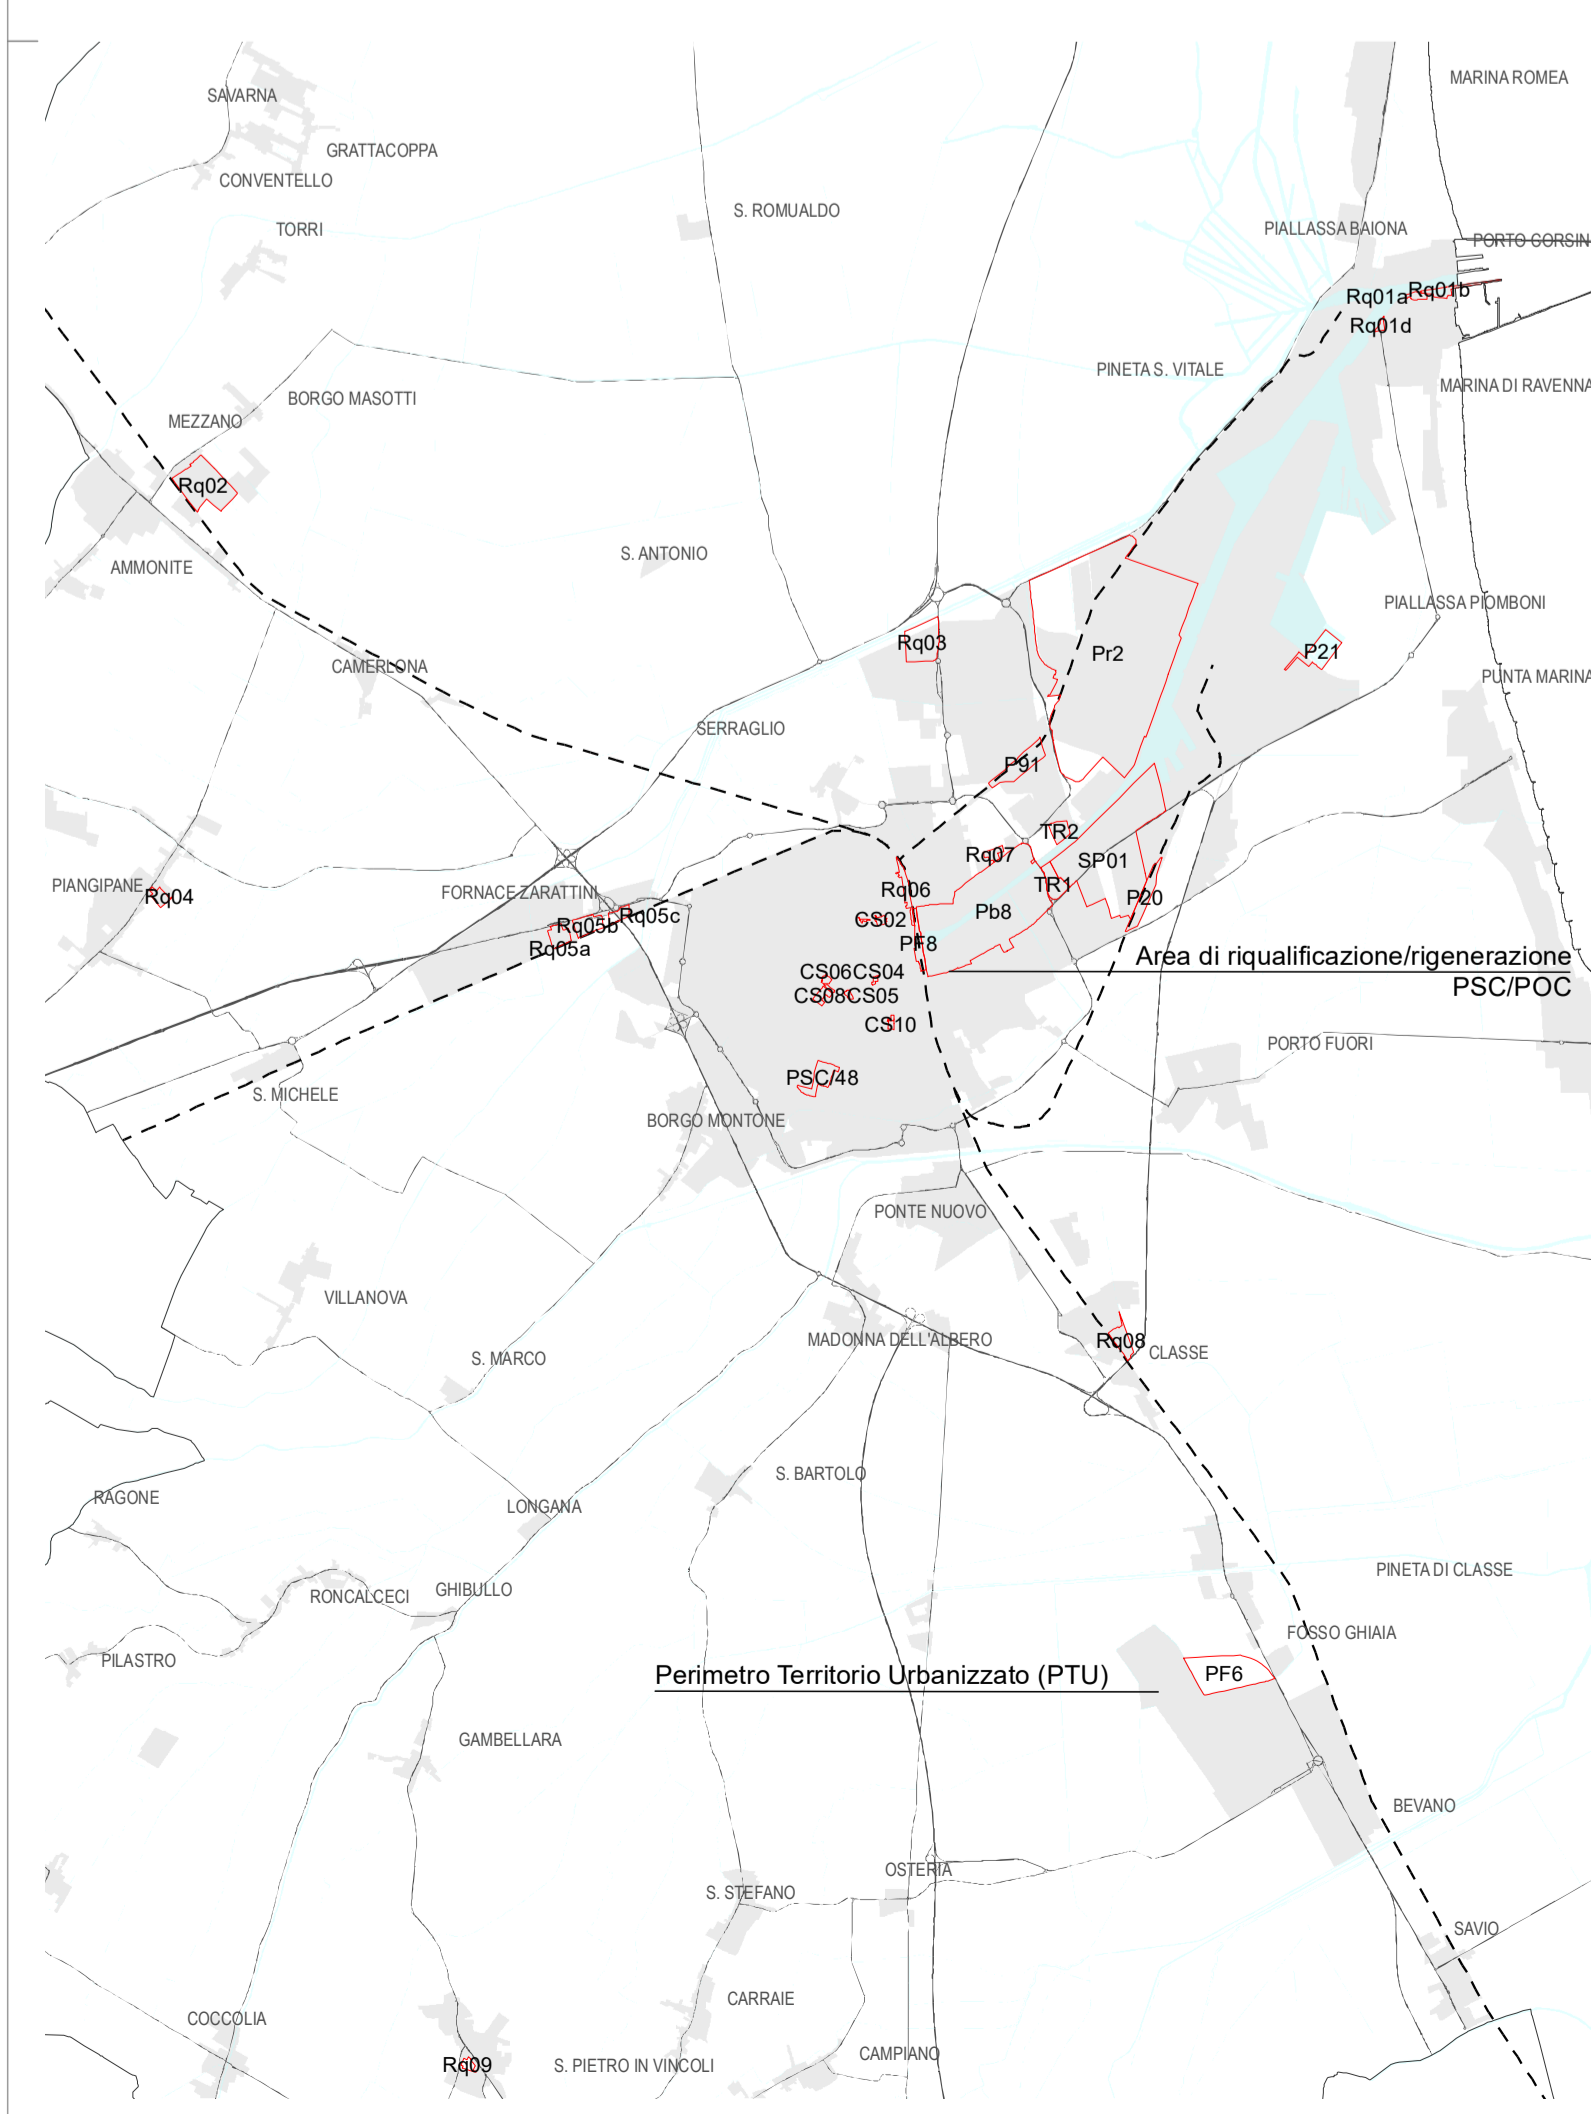 MARINA ROMEA
SAVARNA
GRATTACOPPA
CONVENTELLO
S. ROMUALDO
TORRI
PIALLASSA BAIONA
PORTO CORSIN
Rq01a
Rq01b
Rq01d
PINETA S. VITALE
MARINA DI RAVENNA
BORGO MASOTTI
MEZZANO
Rq02
S. ANTONIO
AMMONITE
PIALLASSA PIOMBONI
Rq03
Pr2
P21
CAMERLONA
PUNTA MARINA
SERRAGLIO
P91
TR2
Rq07
SP01
PIANGIPANE
Rq04
FORNACE ZARATTINI
Rq06
TR1
P20
Rq05c
Rq05b
CS02
Pb8
Rq05a
PF8
Area di riqualificazione/rigenerazione
PSC/POC
CS06
CS04
CS08
CS05
CS10
PORTO FUORI
PSC/48
S. MICHELE
BORGO MONTONE
PONTE NUOVO
VILLANOVA
MADONNA DELL'ALBERO
Rq08
CLASSE
S. MARCO
S. BARTOLO
RAGONE
LONGANA
PINETA DI CLASSE
GHIBULLO
RONCALCECI
FOSSO GHIAIA
PILASTRO
Perimetro Territorio Urbanizzato (PTU)
PF6
GAMBELLARA
BEVANO
OSTERIA
S. STEFANO
SAVIO
CARRAIE
COCCOLIA
CAMPIANO
Rq09
S. PIETRO IN VINCOLI